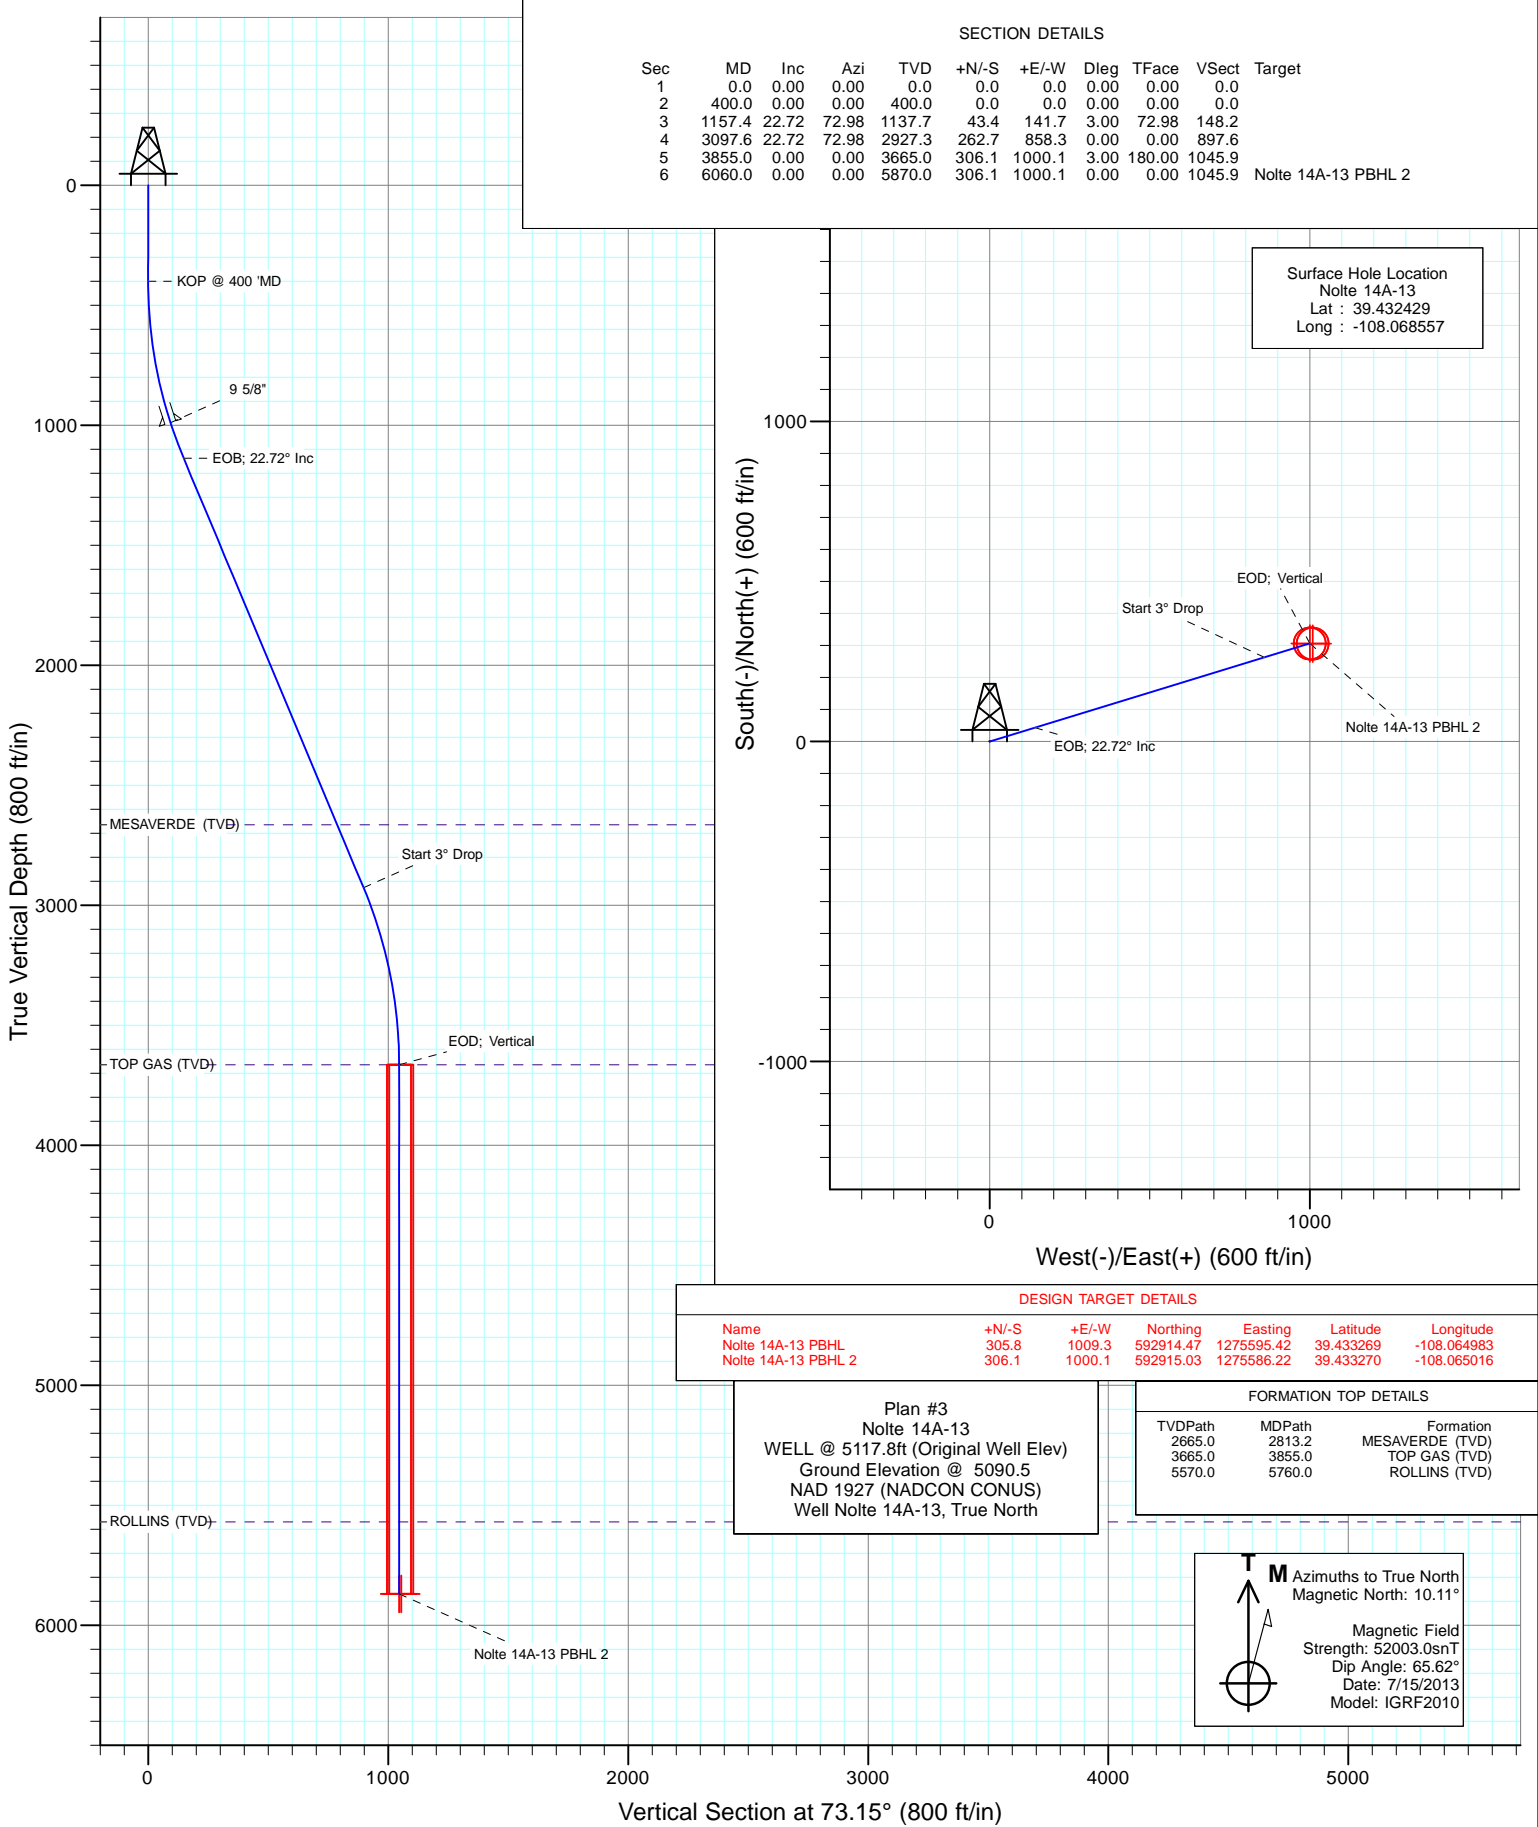 SECTION DETAILS
Sec MD Inc Azi TVD +N/-S +E/-W Dleg TFace VSect Target
1 0.0 0.00 0.00 0.0 0.0 0.0 0.00 0.00 0.0
2 400.0 0.00 0.00 400.0 0.0 0.0 0.00 0.00 0.0
3 1157.4 22.72 72.98 1137.7 43.4 141.7 3.00 72.98 148.2
4 3097.6 22.72 72.98 2927.3 262.7 858.3 0.00 0.00 897.6
5 3855.0 0.00 0.00 3665.0 306.1 1000.1 3.00 180.00 1045.9
6 6060.0 0.00 0.00 5870.0 306.1 1000.1 0.00 0.00 1045.9 Nolte 14A-13 PBHL 2
True Vertical Depth (800 ft/in)
0
1000
2000
3000
4000
5000
6000
KOP @ 400 'MD
9 5/8"
EOB; 22.72° Inc
MESAVERDE (TVD)
Start 3° Drop
EOD; Vertical
TOP GAS (TVD)
ROLLINS (TVD)
Nolte 14A-13 PBHL 2
0
1000
2000
3000
4000
5000
Vertical Section at 73.15° (800 ft/in)
Surface Hole Location
Nolte 14A-13
Lat : 39.432429
Long : -108.068557
South(-)/North(+) (600 ft/in)
1000
0
-1000
EOD; Vertical
Start 3° Drop
Nolte 14A-13 PBHL 2
EOB; 22.72° Inc
0
1000
West(-)/East(+) (600 ft/in)
DESIGN TARGET DETAILS
Name +N/-S +E/-W Northing Easting Latitude Longitude
Nolte 14A-13 PBHL 305.8 1009.3 592914.47 1275595.42 39.433269 -108.064983
Nolte 14A-13 PBHL 2 306.1 1000.1 592915.03 1275586.22 39.433270 -108.065016
Plan #3
Nolte 14A-13
WELL @ 5117.8ft (Original Well Elev)
Ground Elevation @ 5090.5
NAD 1927 (NADCON CONUS)
Well Nolte 14A-13, True North
FORMATION TOP DETAILS
TVDPath MDPath Formation
2665.0 2813.2 MESAVERDE (TVD)
3665.0 3855.0 TOP GAS (TVD)
5570.0 5760.0 ROLLINS (TVD)
T
M
Azimuths to True North
Magnetic North: 10.11°
Magnetic Field
Strength: 52003.0snT
Dip Angle: 65.62°
Date: 7/15/2013
Model: IGRF2010